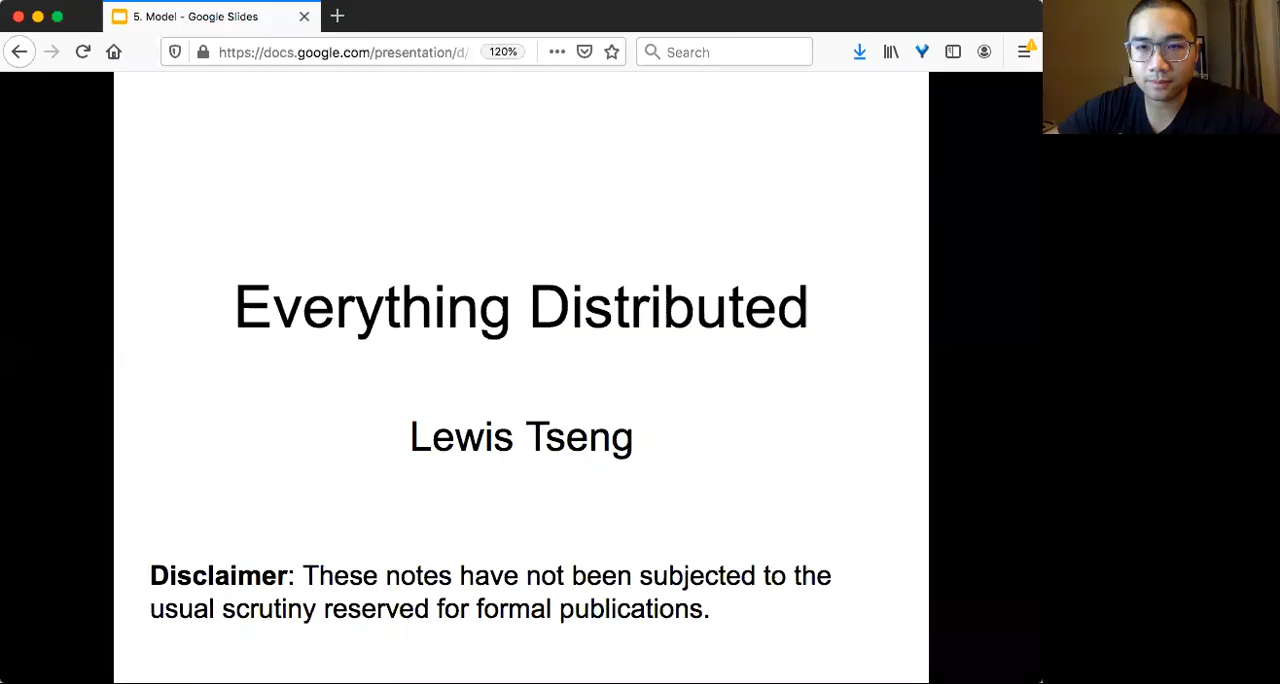 5. Model - Google Slides
https://docs.google.com/presentation/d/
120%
Search
Everything Distributed
Lewis Tseng
Disclaimer: These notes have not been subjected to the
usual scrutiny reserved for formal publications.